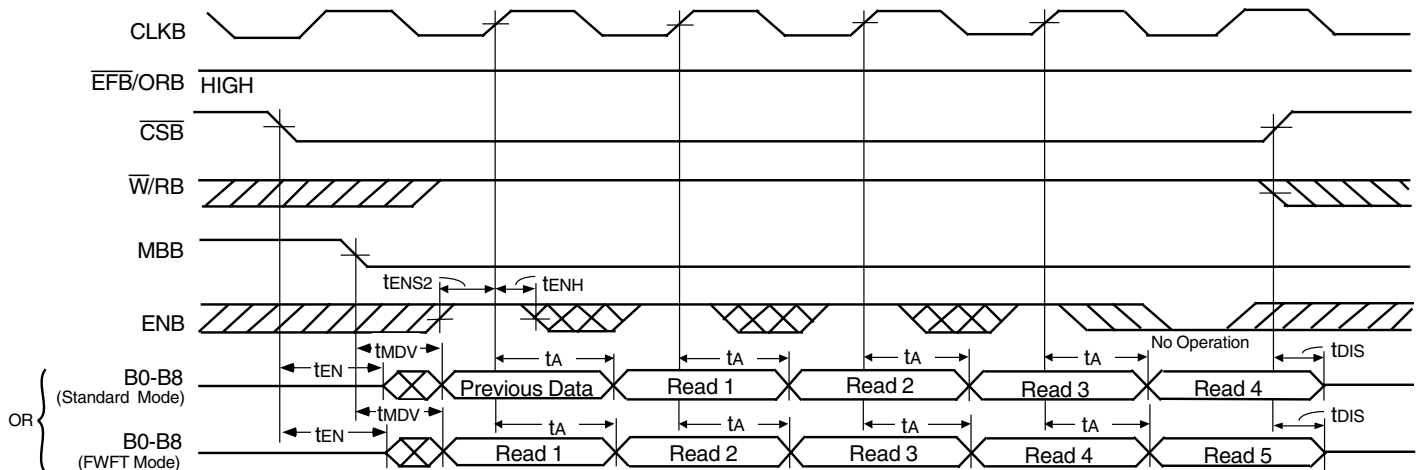 CLKB
EFB/ORB HIGH
CSB
W/RB
MBB
tENS2 tENH
ENB
No Operation
tMDV tA tA tA tA tDIS
tEN
B0-B8 Previous Data Read 1 Read 2 Read 3 Read 4
(Standard Mode)
OR
tMDV tDIS
tEN tA tA tA tA
B0-B8 Read 1 Read 2 Read 3 Read 4 Read 5
(FWFT Mode)